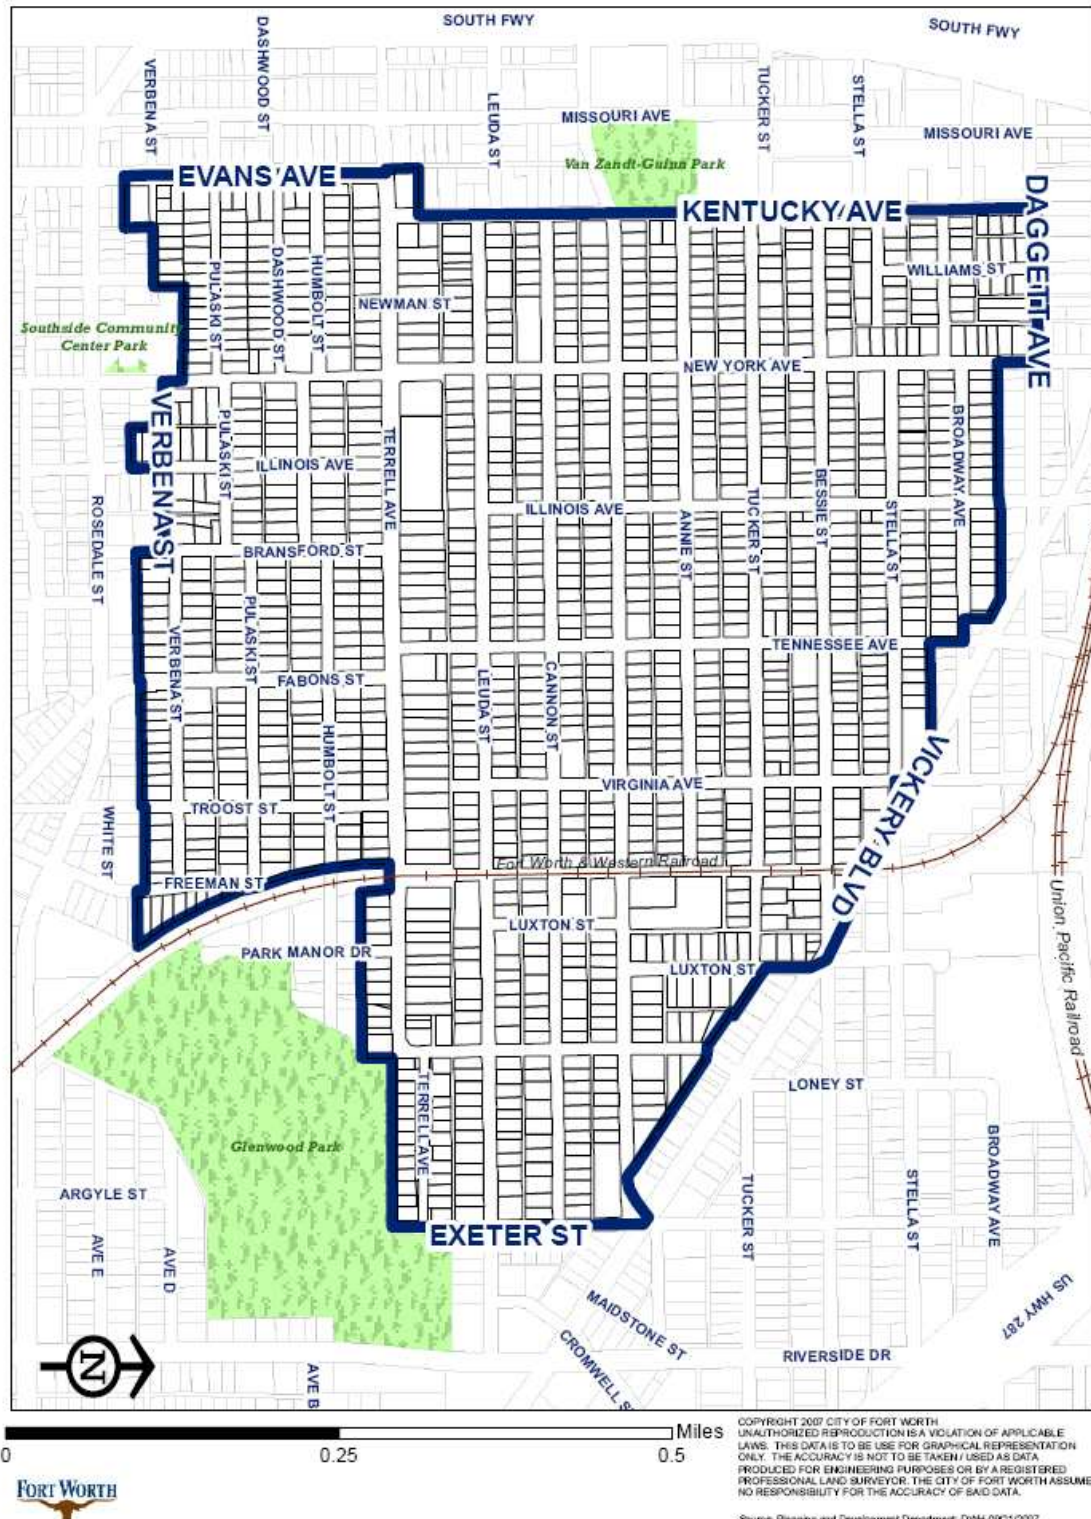 SOUTH FWY
SOUTH FWY
DASHWOOD ST
VERBENA ST
LEUDA ST
MISSOURI AVE
TUCKER ST
STELLA ST
MISSOURI AVE
Van Zandt-Guinn Park
EVANS AVE
KENTUCKY AVE
DAGGETT AVE
PULASKI ST
DASHWOOD ST
HUMBOLT ST
NEWMAN ST
WILLIAMS ST
Southside Community
Center Park
NEW YORK AVE
VERBENA ST
PULASKI ST
ILLINOIS AVE
TERRELL AVE
ILLINOIS AVE
ANNIE ST
TUCKER ST
BESSIE ST
STELLA ST
BROADWAY AVE
ROSEDALE ST
BRANSFORD ST
VERBENA ST
PULASKI ST
FABONS ST
HUMBOLT ST
LEUDA ST
CANNON ST
TENNESSEE AVE
VIRGINIA AVE
VICKERY BLVD
TROOST ST
WHITE ST
FREEMAN ST
Fort Worth & Western Railroad
Union Pacific Railroad
LUXTON ST
PARK MANOR DR
LUXTON ST
TERRELL AVE
LONEY ST
Glenwood Park
ARGYLE ST
AVE E
AVE D
EXETER ST
TUCKER ST
STELLA ST
BROADWAY AVE
US HWY 287
MAIDSTONE ST
CROMWELL S
RIVERSIDE DR
AVE B
N
Miles
0
0.25
0.5
FORT WORTH
COPYRIGHT 2007 CITY OF FORT WORTH
UNAUTHORIZED REPRODUCTION IS A VIOLATION OF APPLICABLE
LAWS. THIS DATA IS TO BE USE FOR GRAPHICAL REPRESENTATION
ONLY. THE ACCURACY IS NOT TO BE TAKEN / USED AS DATA
PRODUCED FOR ENGINEERING PURPOSES OR BY A REGISTERED
PROFESSIONAL LAND SURVEYOR. THE CITY OF FORT WORTH ASSUME
NO RESPONSIBILITY FOR THE ACCURACY OF SAID DATA.